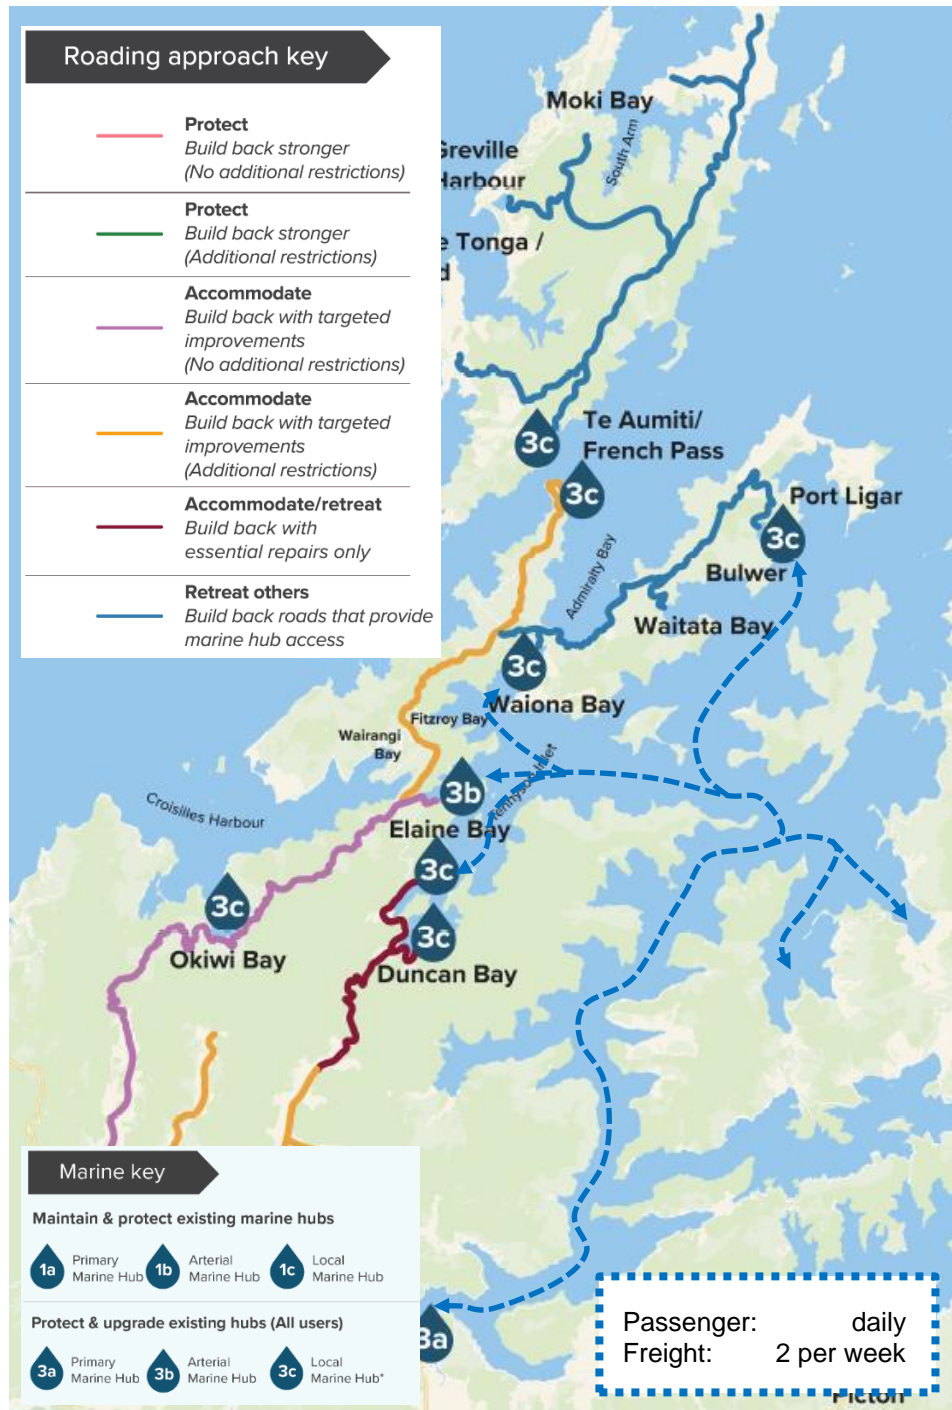 Roading approach key
Protect
Build back stronger
(No additional restrictions)
Protect
Build back stronger
(Additional restrictions)
Accommodate
Build back with targeted
improvements
(No additional restrictions)
Accommodate
Build back with targeted
improvements
(Additional restrictions)
Accommodate/retreat
Build back with
essential repairs only
Retreat others
Build back roads that provide
marine hub access
Moki Bay
South Arm
Greville
Harbour
Tonga /
3c
Te Aumiti/
French Pass
3c
Port Ligar
3c
Bulwer
Admiralty Bay
Waitata Bay
3c
Waiona Bay
Fitzroy Bay
Wairangi
Bay
Tennyson Inlet
Croisilles Harbour
3b
Elaine Bay
3c
3c
Okiwi Bay
3c
Duncan Bay
Marine key
Maintain & protect existing marine hubs
1a Primary Marine Hub 1b Arterial Marine Hub 1c Local Marine Hub
Protect & upgrade existing hubs (All users)
3a Primary Marine Hub 3b Arterial Marine Hub 3c Local Marine Hub*
3a
Passenger: daily
Freight: 2 per week
Picton